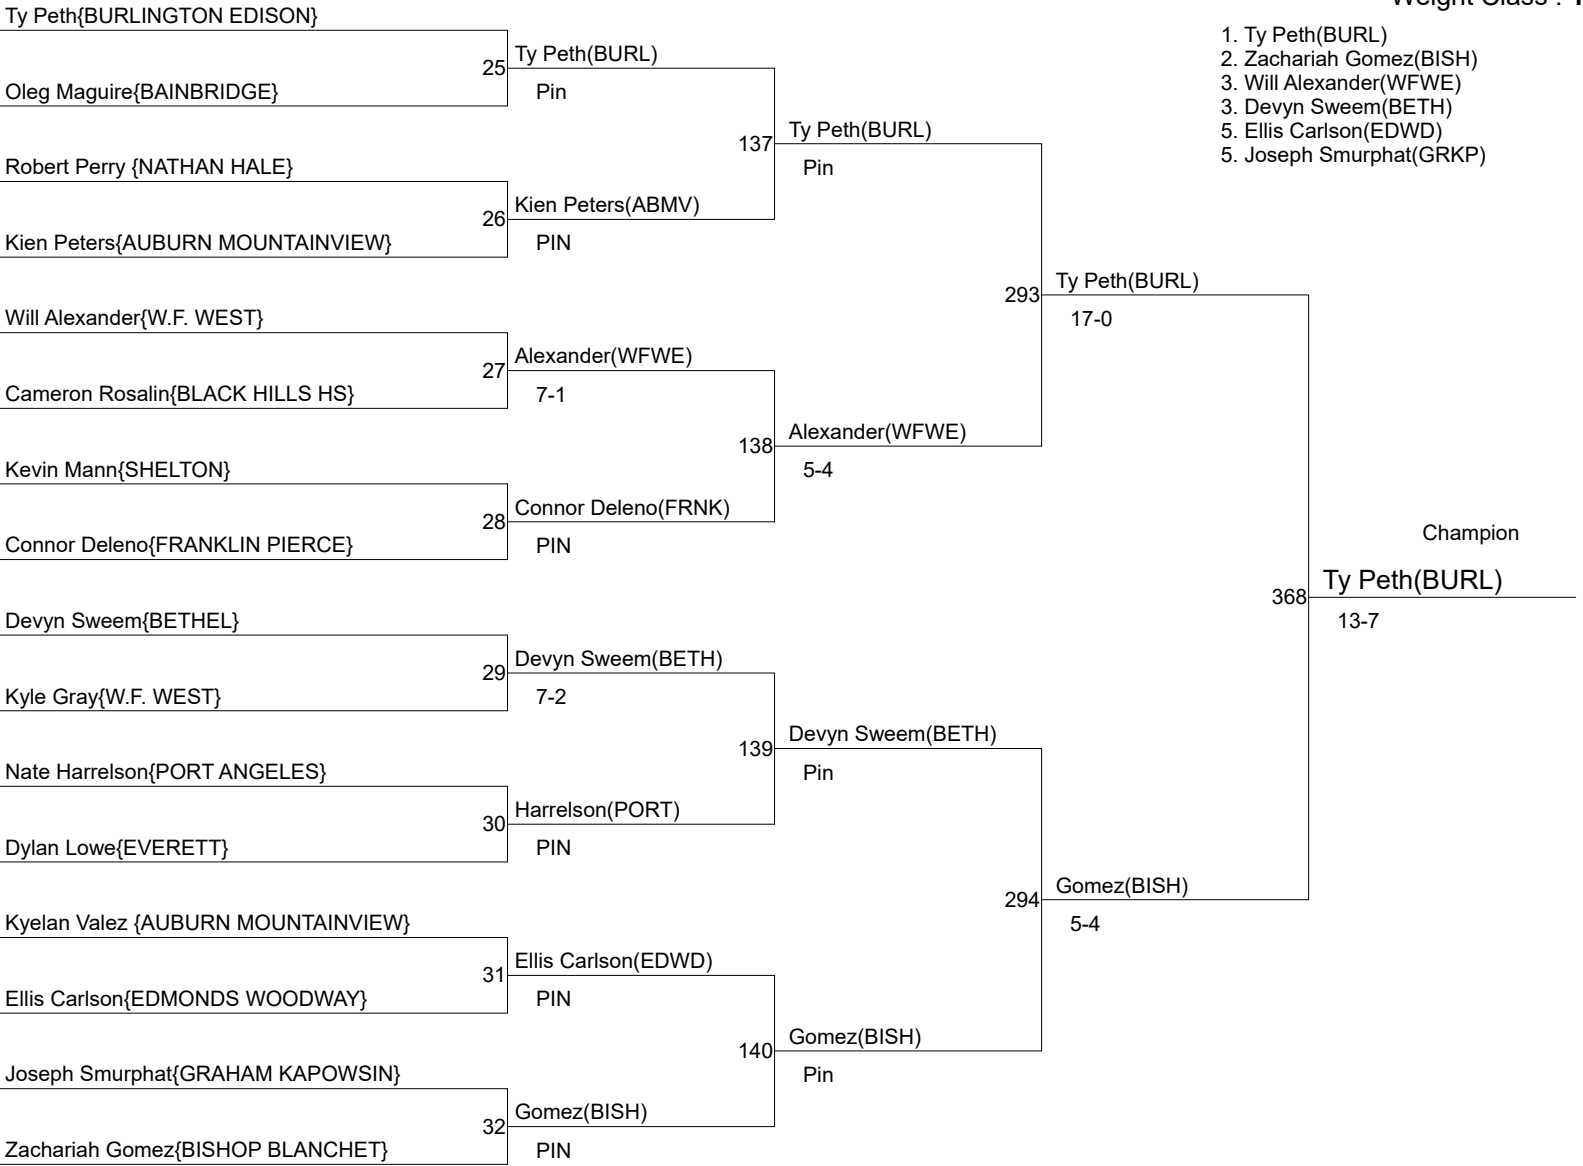 Weight Class :
1. Ty Peth(BURL)
2. Zachariah Gomez(BISH)
3. Will Alexander(WFWE)
3. Devyn Sweem(BETH)
5. Ellis Carlson(EDWD)
5. Joseph Smurphat(GRKP)
Ty Peth{BURLINGTON EDISON}
25
Ty Peth(BURL)
Pin
Oleg Maguire{BAINBRIDGE}
137
Ty Peth(BURL)
Pin
Robert Perry {NATHAN HALE}
26
Kien Peters(ABMV)
PIN
Kien Peters{AUBURN MOUNTAINVIEW}
293
Ty Peth(BURL)
17-0
Will Alexander{W.F. WEST}
27
Alexander(WFWE)
7-1
Cameron Rosalin{BLACK HILLS HS}
138
Alexander(WFWE)
5-4
Kevin Mann{SHELTON}
28
Connor Deleno(FRNK)
PIN
Connor Deleno{FRANKLIN PIERCE}
Champion
368
Ty Peth(BURL)
13-7
Devyn Sweem{BETHEL}
29
Devyn Sweem(BETH)
7-2
Kyle Gray{W.F. WEST}
139
Devyn Sweem(BETH)
Pin
Nate Harrelson{PORT ANGELES}
30
Harrelson(PORT)
PIN
Dylan Lowe{EVERETT}
294
Gomez(BISH)
5-4
Kyelan Valez {AUBURN MOUNTAINVIEW}
31
Ellis Carlson(EDWD)
PIN
Ellis Carlson{EDMONDS WOODWAY}
140
Gomez(BISH)
Pin
Joseph Smurphat{GRAHAM KAPOWSIN}
32
Gomez(BISH)
PIN
Zachariah Gomez{BISHOP BLANCHET}